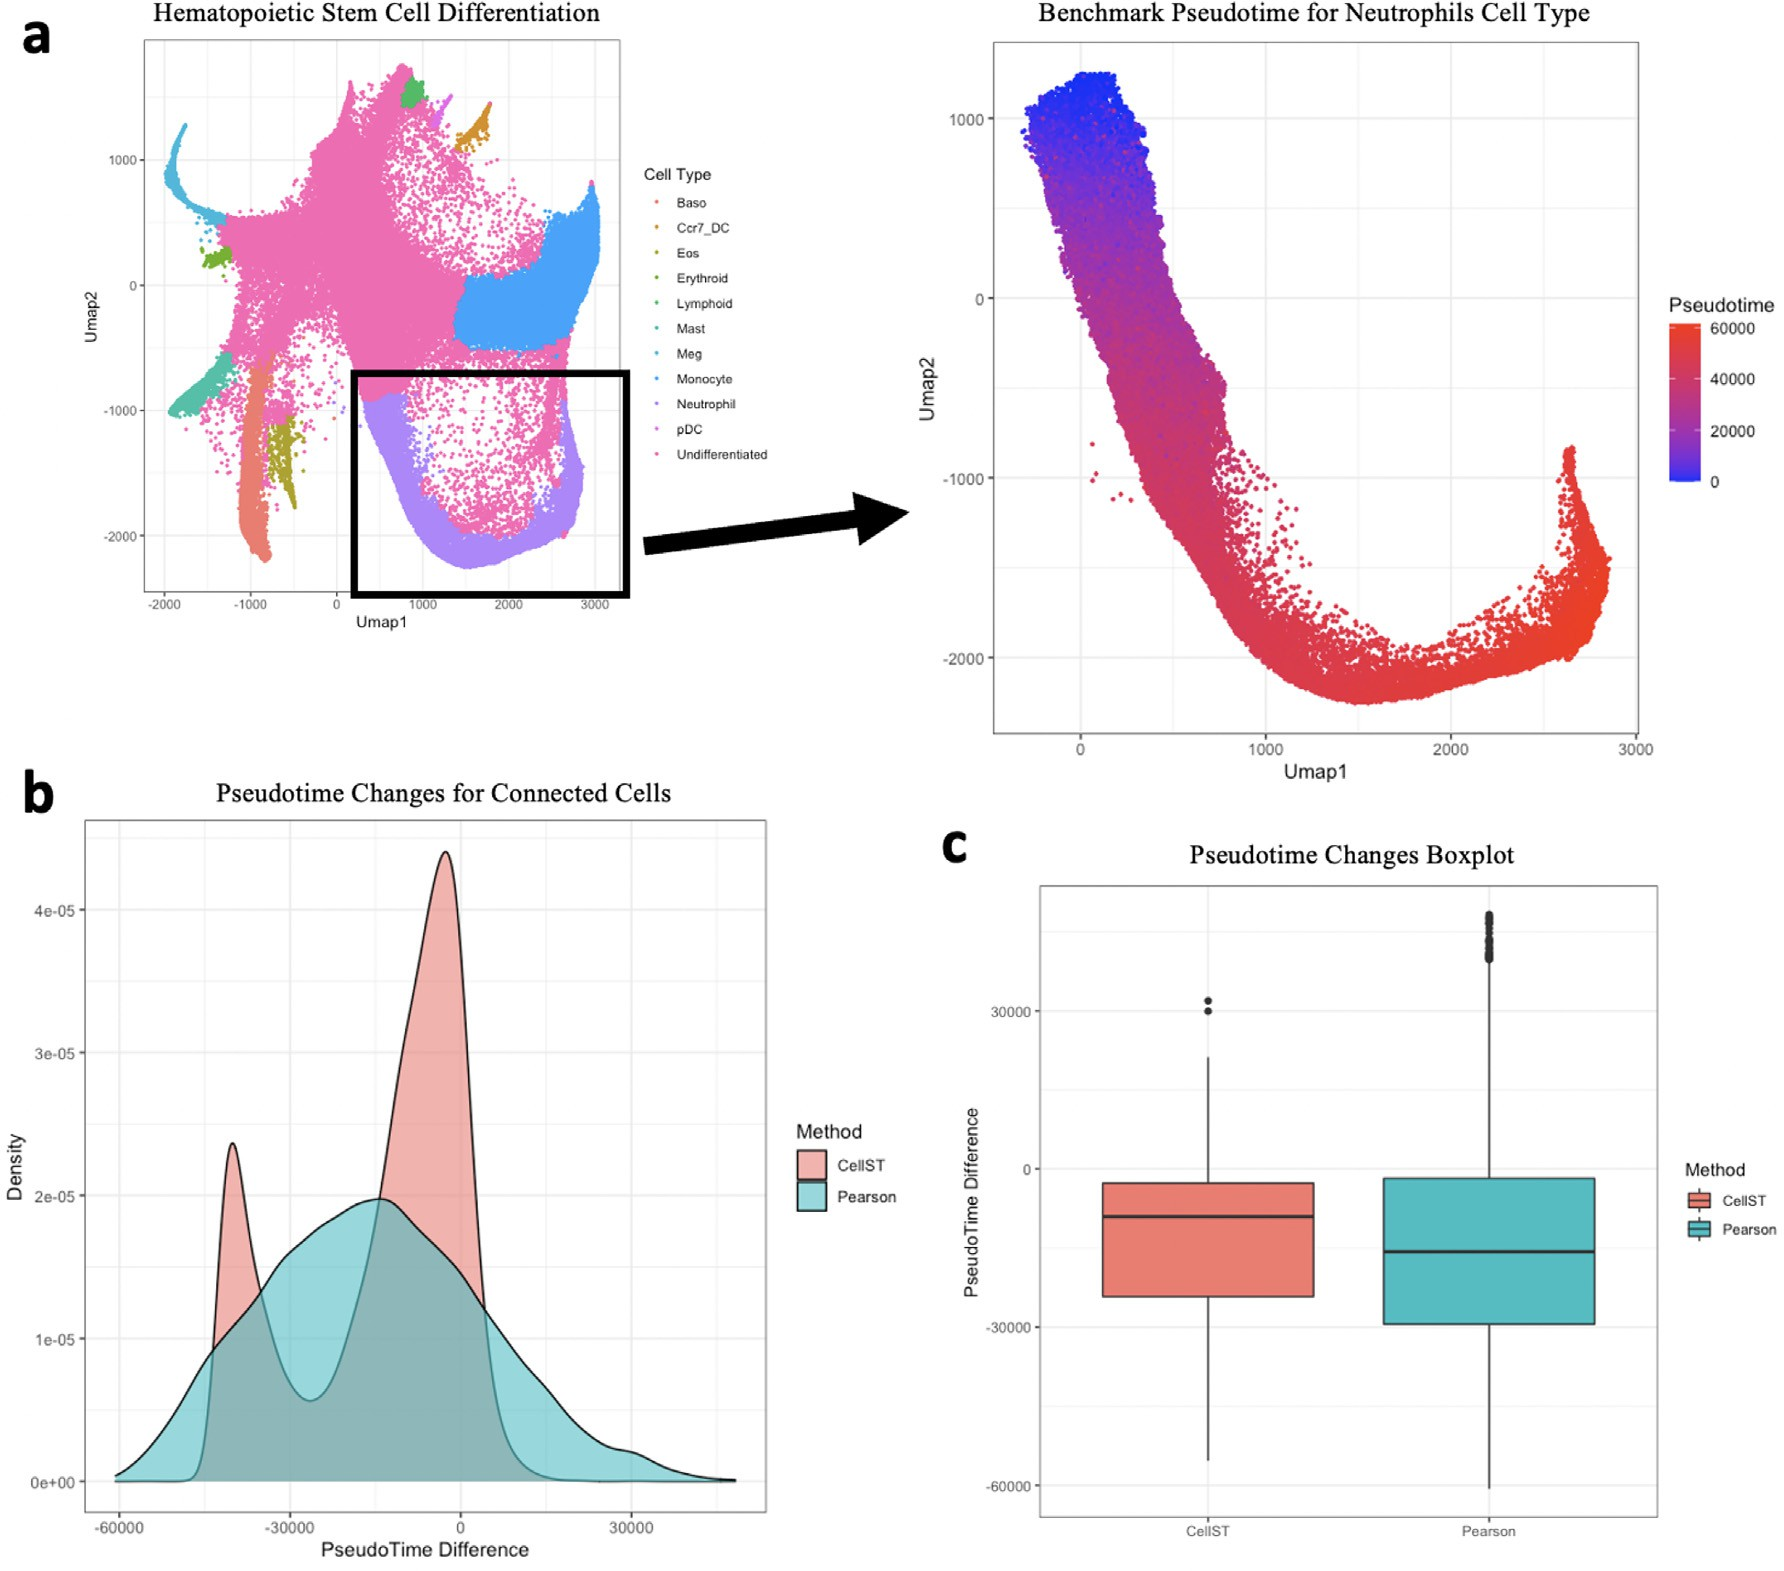 a
Hematopoietic Stem Cell Differentiation
1000
0
-1000
-2000
Umap2
-2000 -1000 0 1000 2000 3000
Umap1
Cell Type
Baso
Ccr7_DC
Eos
Erythroid
Lymphoid
Mast
Meg
Monocyte
Neutrophil
pDC
Undifferentiated
Benchmark Pseudotime for Neutrophils Cell Type
1000
0
-1000
-2000
Umap2
0 1000 2000 3000
Umap1
Pseudotime
60000
40000
20000
0
b
Pseudotime Changes for Connected Cells
4e-05
3e-05
2e-05
1e-05
0e+00
Density
-60000 -30000 0 30000
PseudoTime Difference
Method
CellST
Pearson
c
Pseudotime Changes Boxplot
30000
0
-30000
-60000
PseudoTime Difference
CellST Pearson
Method
CellST
Pearson